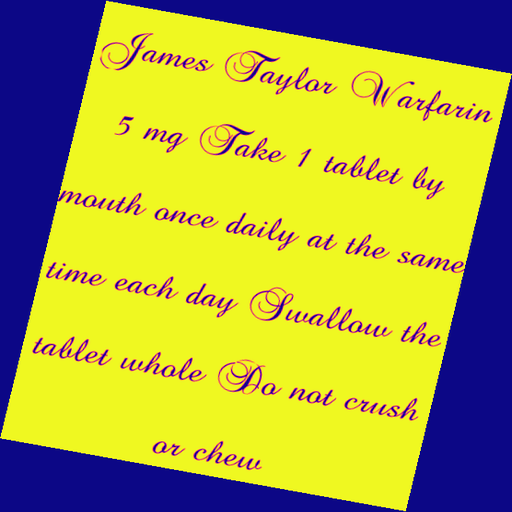 James Taylor Warfarin
5 mg Take 1 tablet by
mouth once daily at the same
time each day Swallow the
tablet whole Do not crush
or chew